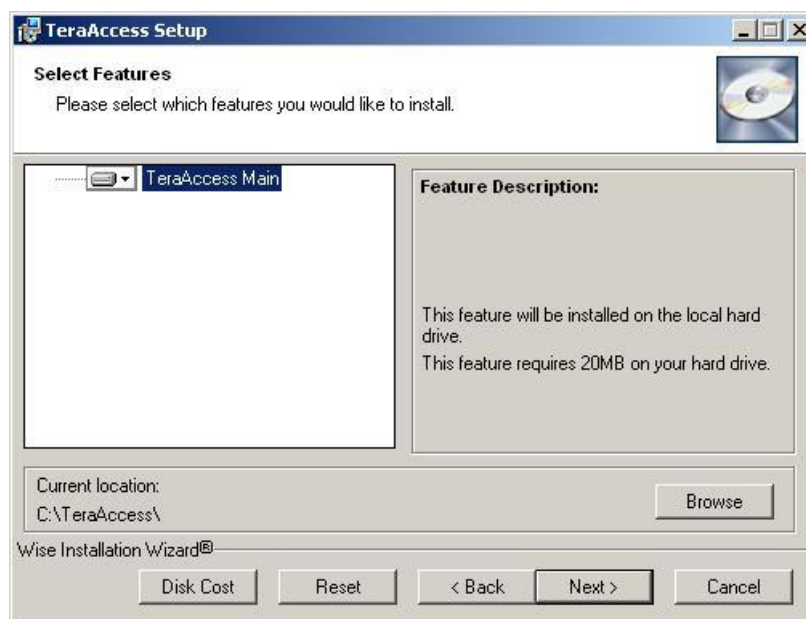 TeraAccess Setup
Select Features
Please select which features you would like to install.
TeraAccess Main
Feature Description:
This feature will be installed on the local hard
drive.
This feature requires 20MB on your hard drive.
Current location:
C:\TeraAccess\
Browse
Wise Installation Wizard®
Disk Cost
Reset
< Back
Next >
Cancel